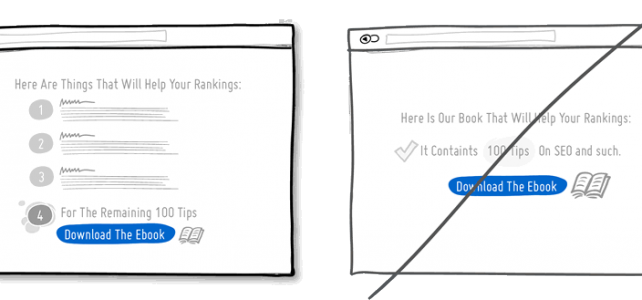 Here Are Things That Will Help Your Rankings:
1
2
3
4 For The Remaining 100 Tips
Download The Ebook
Here Is Our Book That Will Help Your Rankings:
It Containts 100 Tips On SEO and such.
Download The Ebook